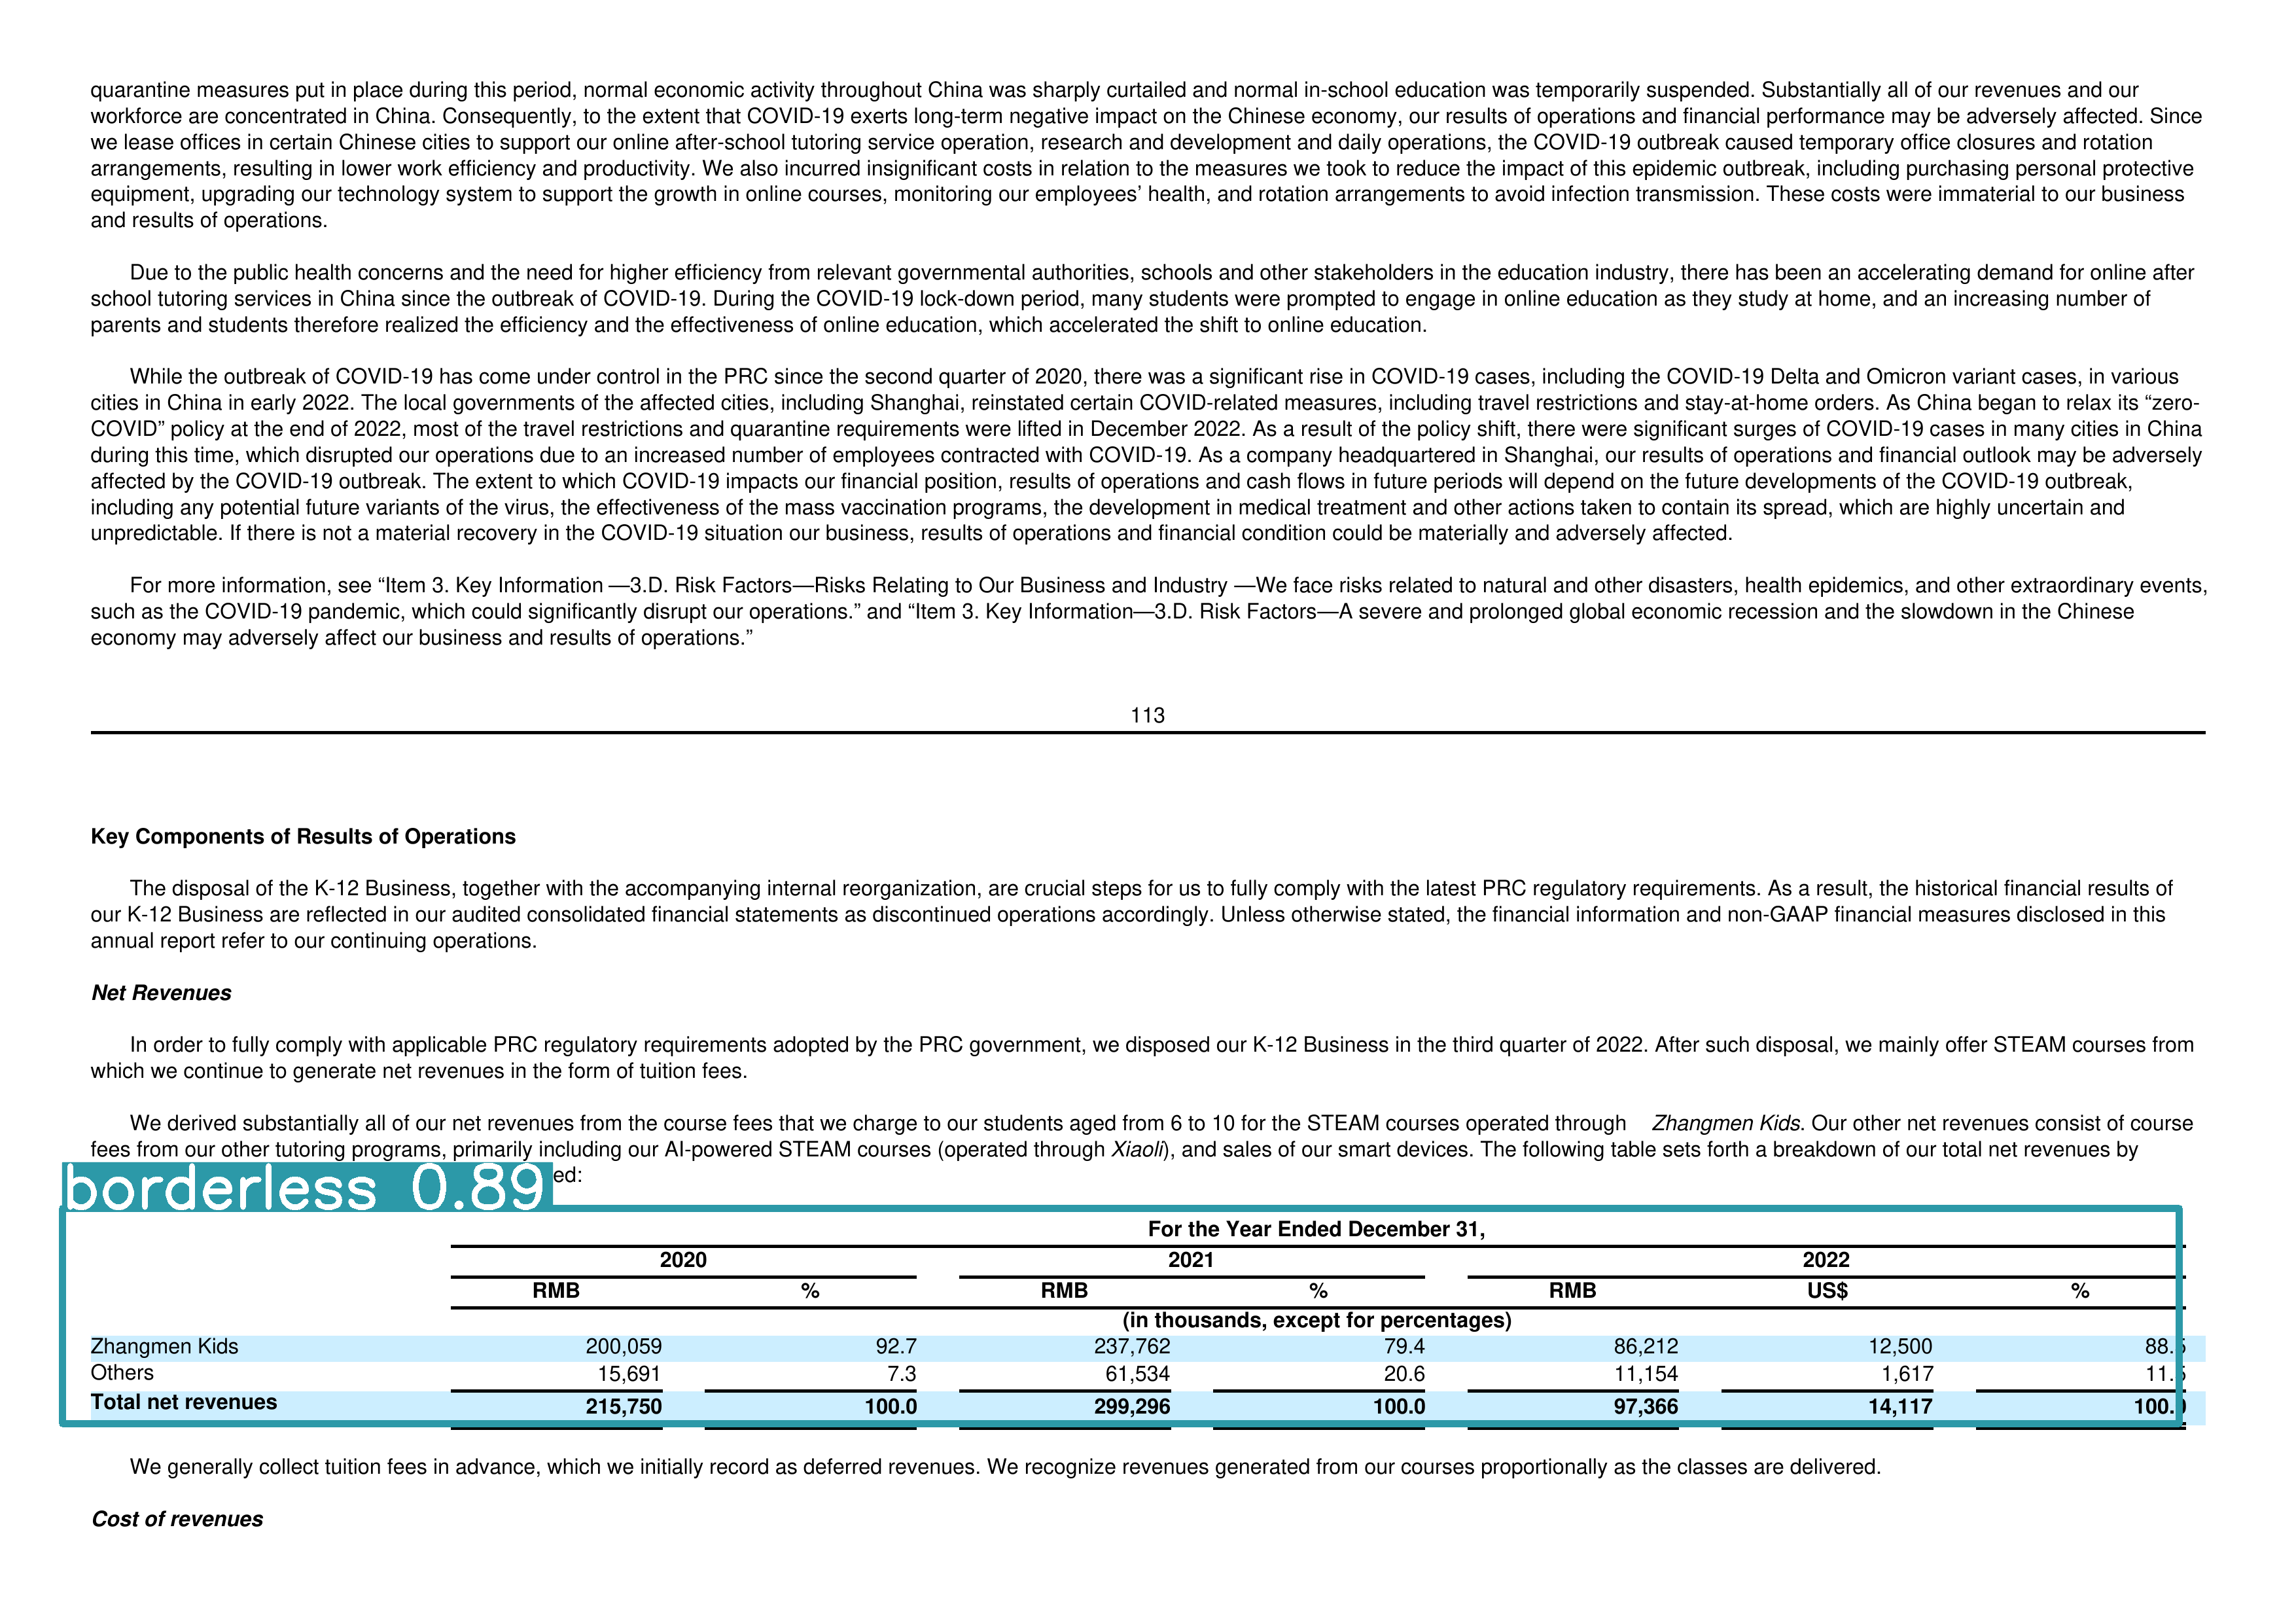 quarantine measures put in place during this period, normal economic activity throughout China was sharply curtailed and normal in-school education was temporarily suspended. Substantially all of our revenues and our
workforce are concentrated in China. Consequently, to the extent that COVID-19 exerts long-term negative impact on the Chinese economy, our results of operations and financial performance may be adversely affected. Since
we lease offices in certain Chinese cities to support our online after-school tutoring service operation, research and development and daily operations, the COVID-19 outbreak caused temporary office closures and rotation
arrangements, resulting in lower work efficiency and productivity. We also incurred insignificant costs in relation to the measures we took to reduce the impact of this epidemic outbreak, including purchasing personal protective
equipment, upgrading our technology system to support the growth in online courses, monitoring our employees’ health, and rotation arrangements to avoid infection transmission. These costs were immaterial to our business
and results of operations.
Due to the public health concerns and the need for higher efficiency from relevant governmental authorities, schools and other stakeholders in the education industry, there has been an accelerating demand for online after
school tutoring services in China since the outbreak of COVID-19. During the COVID-19 lock-down period, many students were prompted to engage in online education as they study at home, and an increasing number of
parents and students therefore realized the efficiency and the effectiveness of online education, which accelerated the shift to online education.
While the outbreak of COVID-19 has come under control in the PRC since the second quarter of 2020, there was a significant rise in COVID-19 cases, including the COVID-19 Delta and Omicron variant cases, in various
cities in China in early 2022. The local governments of the affected cities, including Shanghai, reinstated certain COVID-related measures, including travel restrictions and stay-at-home orders. As China began to relax its “zero-
COVID” policy at the end of 2022, most of the travel restrictions and quarantine requirements were lifted in December 2022. As a result of the policy shift, there were significant surges of COVID-19 cases in many cities in China
during this time, which disrupted our operations due to an increased number of employees contracted with COVID-19. As a company headquartered in Shanghai, our results of operations and financial outlook may be adversely
affected by the COVID-19 outbreak. The extent to which COVID-19 impacts our financial position, results of operations and cash flows in future periods will depend on the future developments of the COVID-19 outbreak,
including any potential future variants of the virus, the effectiveness of the mass vaccination programs, the development in medical treatment and other actions taken to contain its spread, which are highly uncertain and
unpredictable. If there is not a material recovery in the COVID-19 situation our business, results of operations and financial condition could be materially and adversely affected.
For more information, see “Item 3. Key Information —3.D. Risk Factors—Risks Relating to Our Business and Industry —We face risks related to natural and other disasters, health epidemics, and other extraordinary events,
such as the COVID-19 pandemic, which could significantly disrupt our operations.” and “Item 3. Key Information—3.D. Risk Factors—A severe and prolonged global economic recession and the slowdown in the Chinese
economy may adversely affect our business and results of operations.”
113
Key Components of Results of Operations
The disposal of the K-12 Business, together with the accompanying internal reorganization, are crucial steps for us to fully comply with the latest PRC regulatory requirements. As a result, the historical financial results of
our K-12 Business are reflected in our audited consolidated financial statements as discontinued operations accordingly. Unless otherwise stated, the financial information and non-GAAP financial measures disclosed in this
annual report refer to our continuing operations.
Net Revenues
In order to fully comply with applicable PRC regulatory requirements adopted by the PRC government, we disposed our K-12 Business in the third quarter of 2022. After such disposal, we mainly offer STEAM courses from
which we continue to generate net revenues in the form of tuition fees.
We derived substantially all of our net revenues from the course fees that we charge to our students aged from 6 to 10 for the STEAM courses operated through Zhangmen Kids. Our other net revenues consist of course
fees from our other tutoring programs, primarily including our AI-powered STEAM courses (operated through Xiaoli), and sales of our smart devices. The following table sets forth a breakdown of our total net revenues by
borderless 0.89 ed:
For the Year Ended December 31,
2020 2021 2022
RMB % RMB % RMB US$ %
(in thousands, except for percentages)
Zhangmen Kids 200,059 92.7 237,762 79.4 86,212 12,500 88.5
Others 15,691 7.3 61,534 20.6 11,154 1,617 11.5
Total net revenues 215,750 100.0 299,296 100.0 97,366 14,117 100.0
We generally collect tuition fees in advance, which we initially record as deferred revenues. We recognize revenues generated from our courses proportionally as the classes are delivered.
Cost of revenues